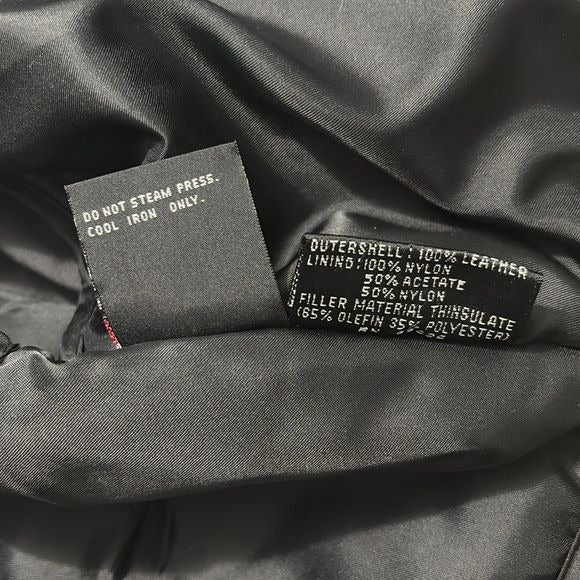 DO NOT STEAM PRESS.
COOL IRON ONLY.
OUTERSHELL: 100% LEATHER
LINING: 100% NYLON
50% ACETATE
50% NYLON
FILLER MATERIAL THINSULATE
(65% OLEFIN 35% POLYESTER)